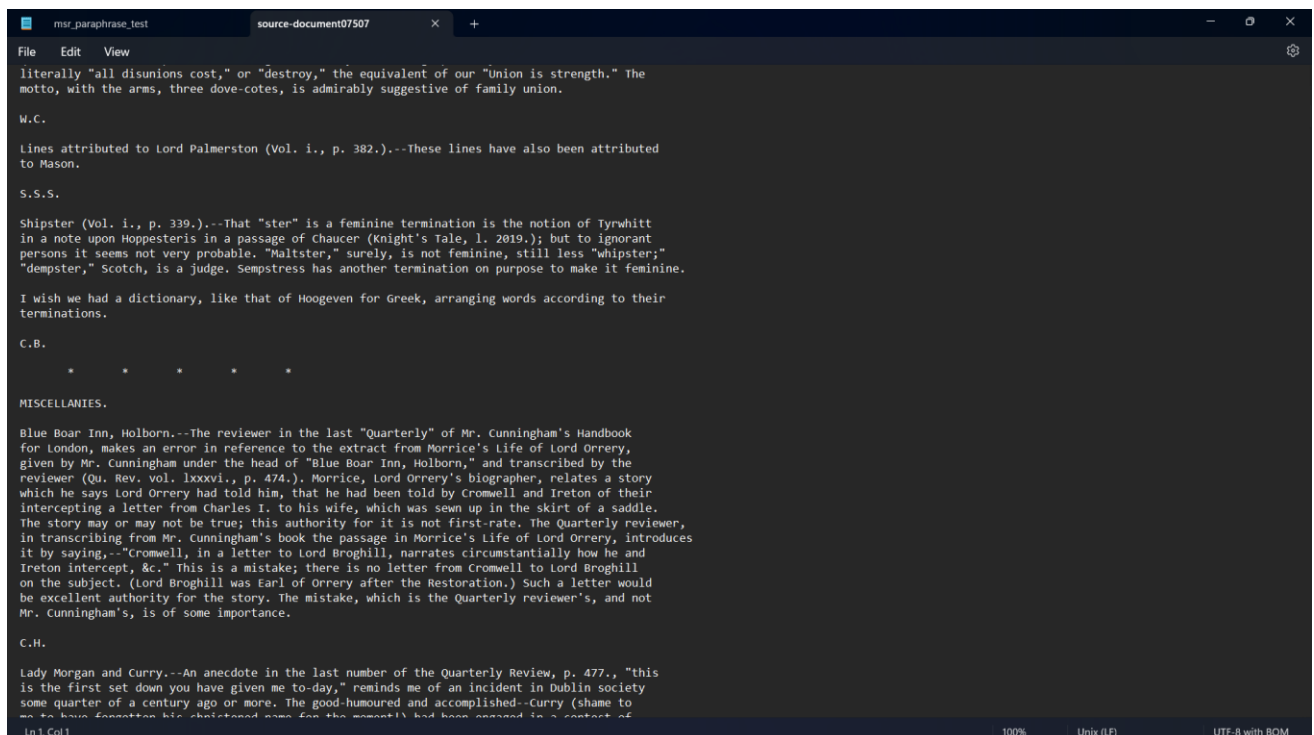 msr_paraphrase_test
source-document07507
File Edit View
literally "all disunions cost," or "destroy," the equivalent of our "Union is strength." The
motto, with the arms, three dove-cotes, is admirably suggestive of family union.
W.C.
Lines attributed to Lord Palmerston (Vol. i., p. 382.).--These lines have also been attributed
to Mason.
S.S.S.
Shipster (Vol. i., p. 339.).--That "ster" is a feminine termination is the notion of Tyrwhitt
in a note upon Hoppesteris in a passage of Chaucer (Knight's Tale, l. 2019.); but to ignorant
persons it seems not very probable. "Maltster," surely, is not feminine, still less "whipster;"
"dempster," Scotch, is a judge. Sempstress has another termination on purpose to make it feminine.
I wish we had a dictionary, like that of Hoogeven for Greek, arranging words according to their
terminations.
C.B.
* * * * *
MISCELLANIES.
Blue Boar Inn, Holborn.--The reviewer in the last "Quarterly" of Mr. Cunningham's Handbook
for London, makes an error in reference to the extract from Morrice's Life of Lord Orrery,
given by Mr. Cunningham under the head of "Blue Boar Inn, Holborn," and transcribed by the
reviewer (Qu. Rev. vol. lxxxvi., p. 474.). Morrice, Lord Orrery's biographer, relates a story
which he says Lord Orrery had told him, that he had been told by Cromwell and Ireton of their
intercepting a letter from Charles I. to his wife, which was sewn up in the skirt of a saddle.
The story may or may not be true; this authority for it is not first-rate. The Quarterly reviewer,
in transcribing from Mr. Cunningham's book the passage in Morrice's Life of Lord Orrery, introduces
it by saying,--"Cromwell, in a letter to Lord Broghill, narrates circumstantially how he and
Ireton intercept, &c." This is a mistake; there is no letter from Cromwell to Lord Broghill
on the subject. (Lord Broghill was Earl of Orrery after the Restoration.) Such a letter would
be excellent authority for the story. The mistake, which is the Quarterly reviewer's, and not
Mr. Cunningham's, is of some importance.
C.H.
Lady Morgan and Curry.--An anecdote in the last number of the Quarterly Review, p. 477., "this
is the first set down you have given me to-day," reminds me of an incident in Dublin society
some quarter of a century ago or more. The good-humoured and accomplished--Curry (shame to
me to have forgotten his christened name for the moment!) had been engaged in a contest of
Ln 1, Col 1 100% Unix (LF) UTF-8 with BOM